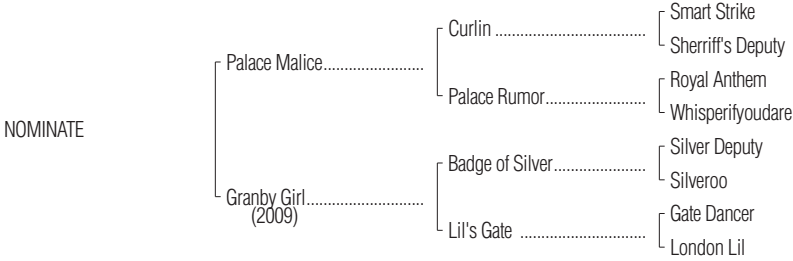 Smart Strike
Curlin ......................................
Sherriff's Deputy
Palace Malice.........................
Royal Anthem
Palace Rumor.........................
Whisperifyoudare
NOMINATE
Silver Deputy
Badge of Silver.......................
Silveroo
Granby Girl.............................
(2009)
Gate Dancer
Lil's Gate ...............................
London Lil